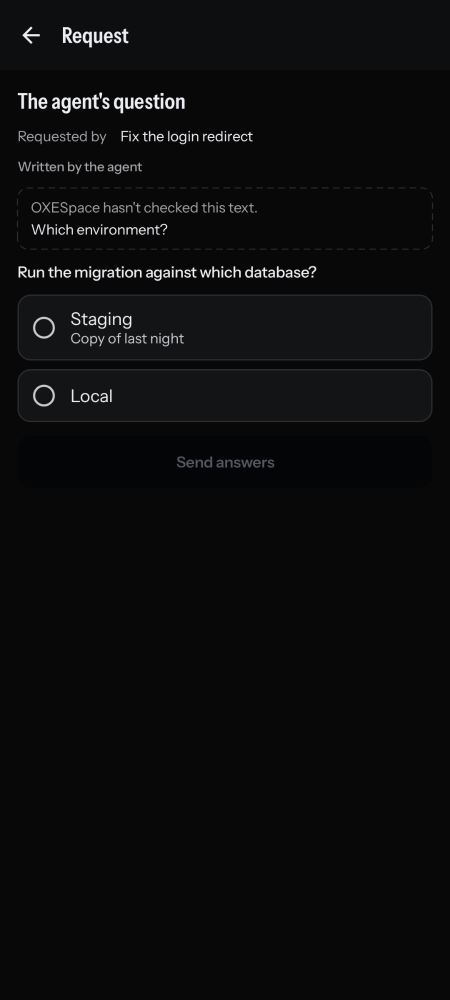 Request
The agent's question
Requested by Fix the login redirect
Written by the agent
OXESpace hasn't checked this text.
Which environment?
Run the migration against which database?
Staging
Copy of last night
Local
Send answers